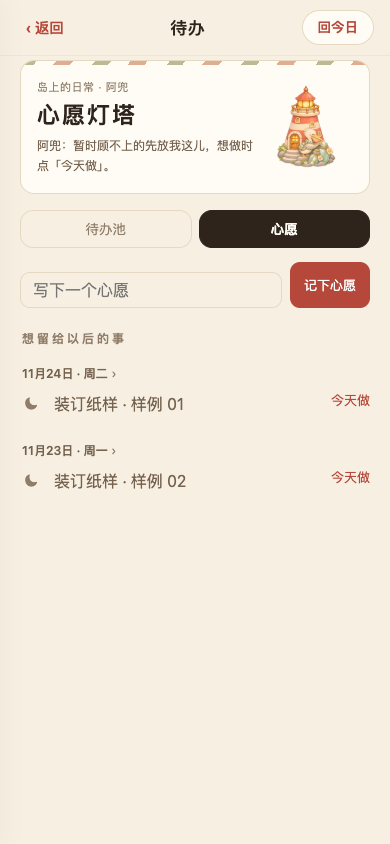 ‹ 返回
待办
回今日
岛上的日常 · 阿兜
心愿灯塔
阿兜：暂时顾不上的先放我这儿，想做时
点「今天做」。
待办池
心愿
写下一个心愿
记下心愿
想留给以后的事
11月24日 · 周二 ›
装订纸样 · 样例 01
今天做
11月23日 · 周一 ›
装订纸样 · 样例 02
今天做